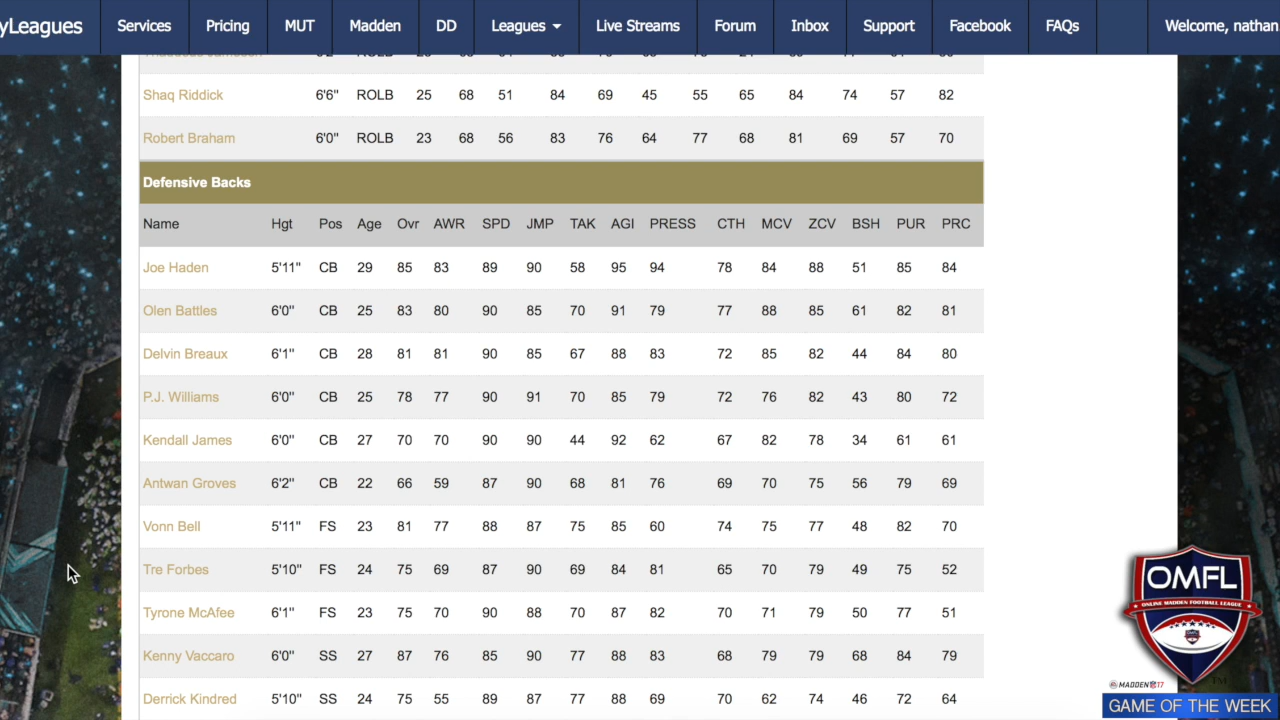 yLeagues Services Pricing MUT Madden DD Leagues Live Streams Forum Inbox Support Facebook FAQs Welcome, nathan
Shaq Riddick 6'6" ROLB 25 68 51 84 69 45 55 65 84 74 57 82
Robert Braham 6'0" ROLB 23 68 56 83 76 64 77 68 81 69 57 70
Defensive Backs
Name Hgt Pos Age Ovr AWR SPD JMP TAK AGI PRESS CTH MCV ZCV BSH PUR PRC
Joe Haden 5'11" CB 29 85 83 89 90 58 95 94 78 84 88 51 85 84
Olen Battles 6'0" CB 25 83 80 90 85 70 91 79 77 88 85 61 82 81
Delvin Breaux 6'1" CB 28 81 81 90 85 67 88 83 72 85 82 44 84 80
P.J. Williams 6'0" CB 25 78 77 90 91 70 85 79 72 76 82 43 80 72
Kendall James 6'0" CB 27 70 70 90 90 44 92 62 67 82 78 34 61 61
Antwan Groves 6'2" CB 22 66 59 87 90 68 81 76 69 70 75 56 79 69
Vonn Bell 5'11" FS 23 81 77 88 87 75 85 60 74 75 77 48 82 70
Tre Forbes 5'10" FS 24 75 69 87 90 69 84 81 65 70 79 49 75 52
Tyrone McAfee 6'1" FS 23 75 70 90 88 70 87 82 70 71 79 50 77 51
Kenny Vaccaro 6'0" SS 27 87 76 85 90 77 88 83 68 79 79 68 84 79
Derrick Kindred 5'10" SS 24 75 55 89 87 77 88 69 70 62 74 46 72 64
OMFL
ONLINE MADDEN FOOTBALL LEAGUE
MADDEN 17
GAME OF THE WEEK